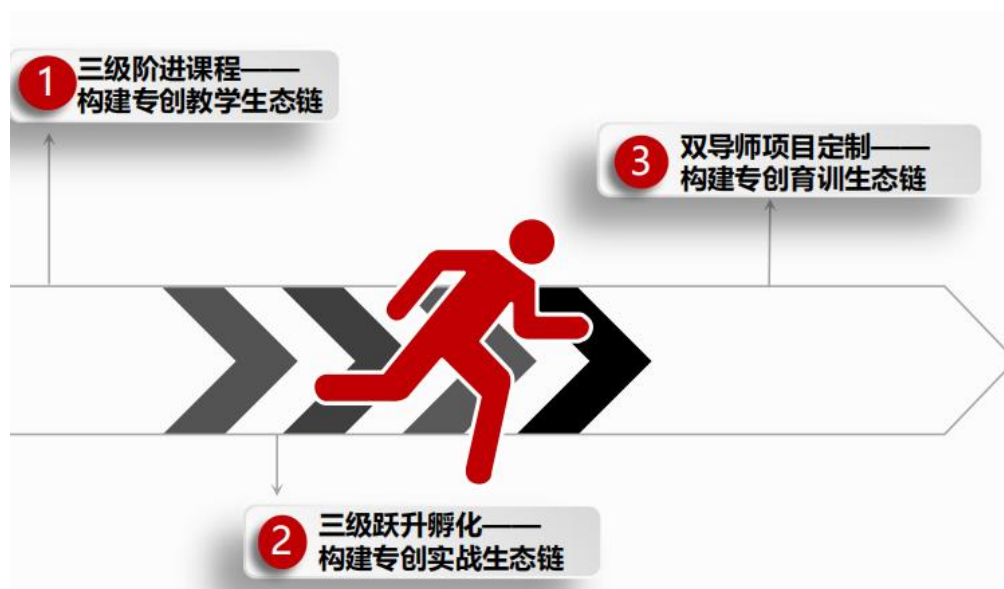 1
三级阶进课程——
构建专创教学生态链
3
双导师项目定制——
构建专创育训生态链
2
三级跃升孵化——
构建专创实战生态链